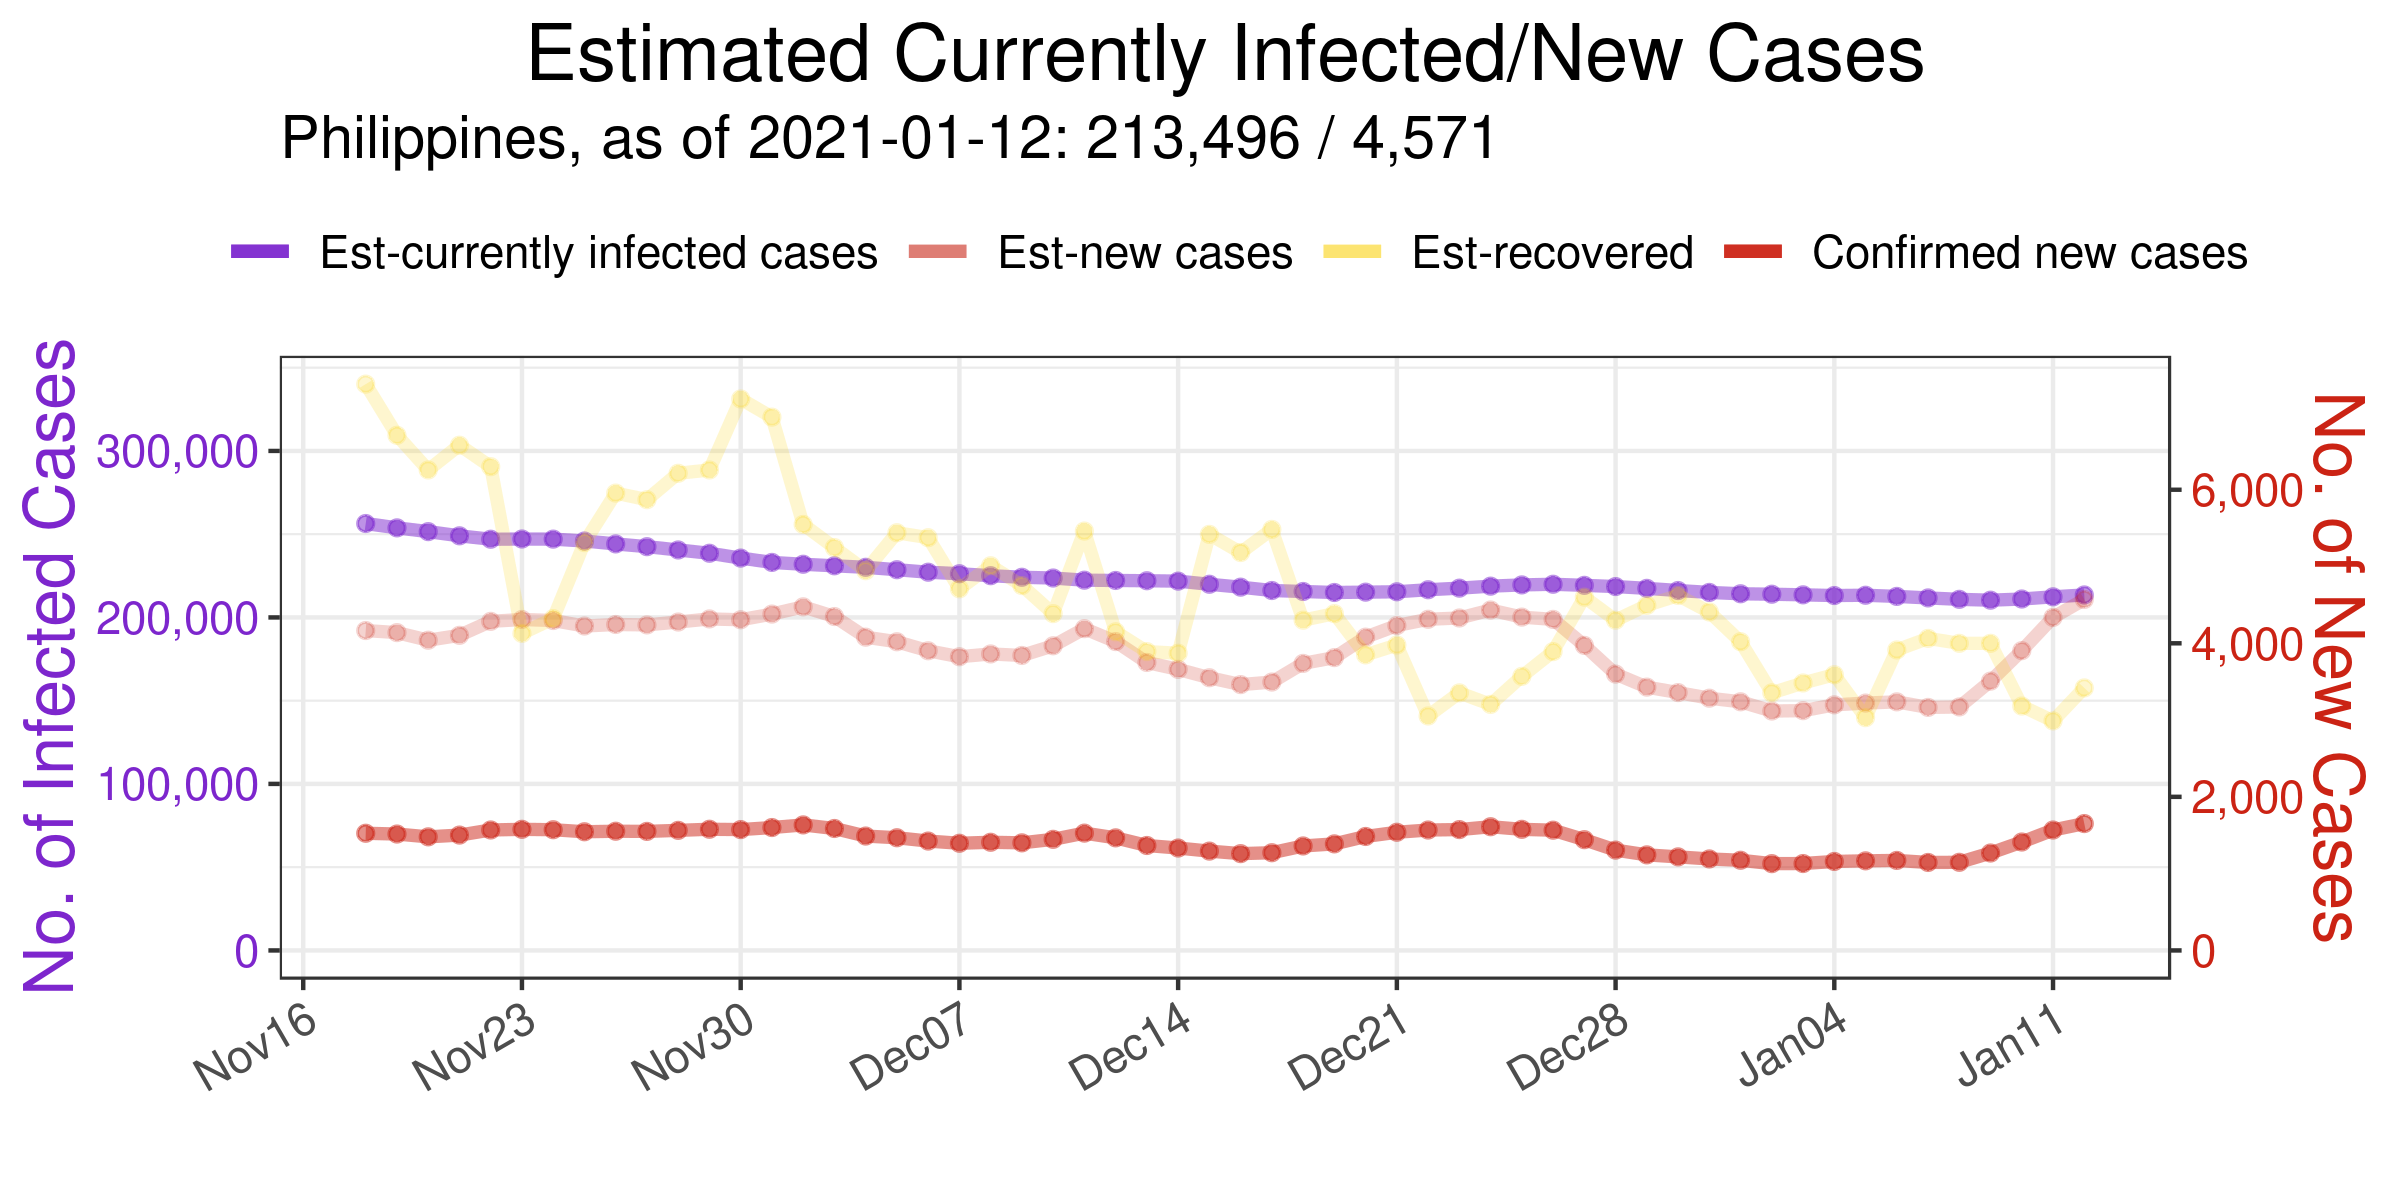 Estimated Currently Infected/New Cases
Philippines, as of 2021-01-12: 213,496 / 4,571
Est-currently infected cases Est-new cases Est-recovered Confirmed new cases
No. of Infected Cases
300,000
200,000
100,000
0
No. of New Cases
6,000
4,000
2,000
0
Nov16 Nov23 Nov30 Dec07 Dec14 Dec21 Dec28 Jan04 Jan11